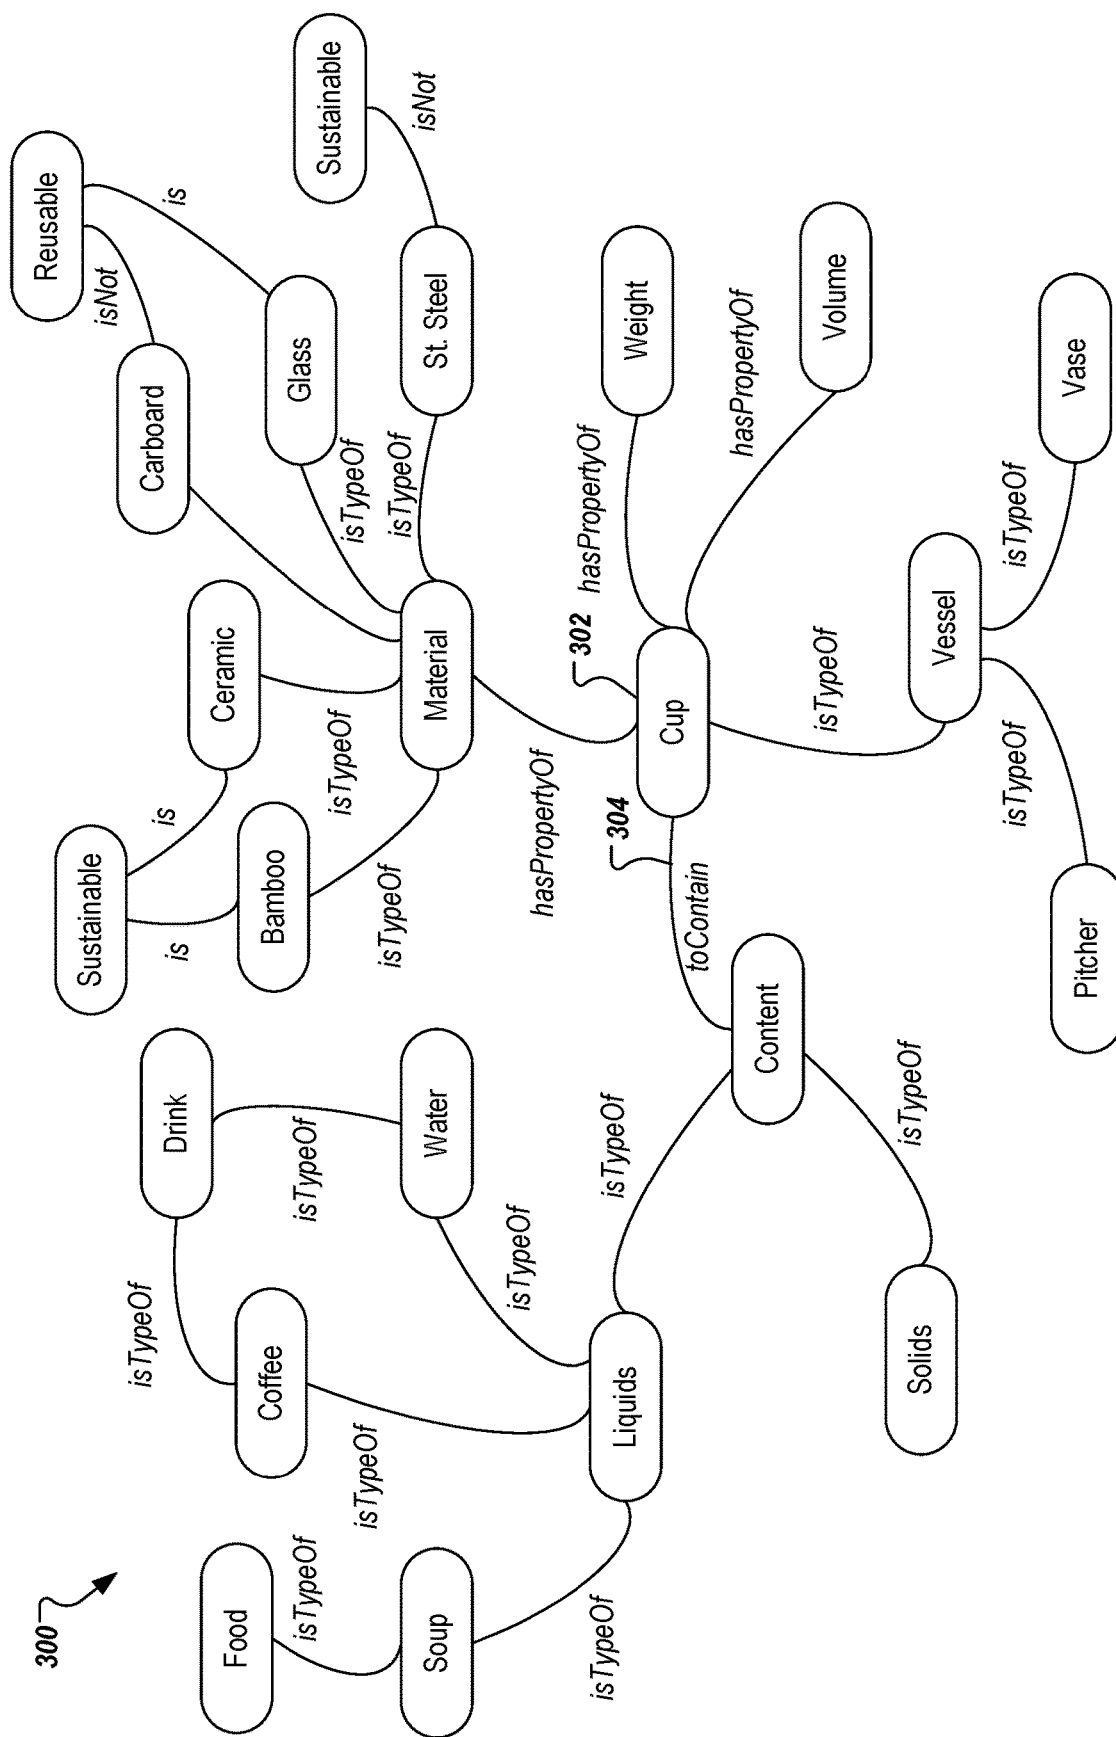 300
Food
isTypeOf
Soup
isTypeOf
Coffee
isTypeOf
isTypeOf
Drink
isTypeOf
Water
isTypeOf
Liquids
isTypeOf
Solids
isTypeOf
Content
toContain
304
Sustainable
is
is
Bamboo
isTypeOf
Ceramic
isTypeOf
Carboard
isNot
Reusable
is
Glass
isTypeOf
isTypeOf
St. Steel
isNot
Sustainable
Material
hasPropertyOf
302
Cup
hasPropertyOf
Weight
hasPropertyOf
Volume
isTypeOf
Vessel
isTypeOf
Pitcher
isTypeOf
Vase